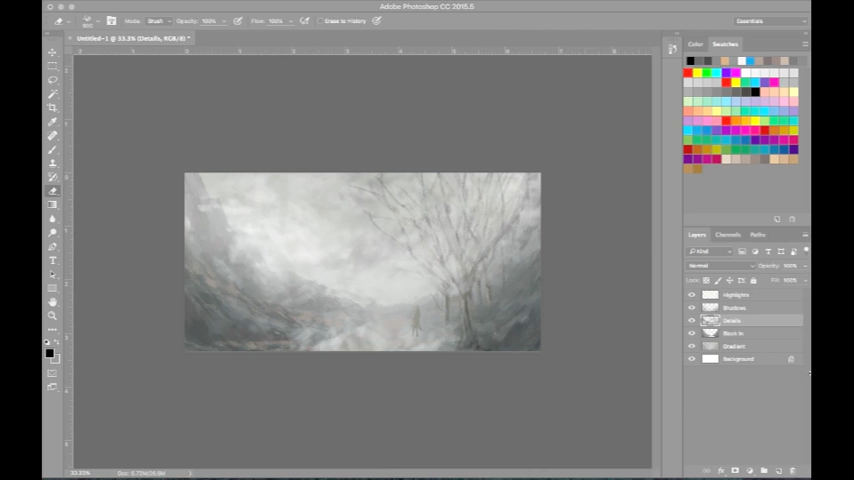 Adobe Photoshop CC 2015.5
Mode: Brush Opacity: 100% Flow: 100% Erase to History Essentials
Untitled-1 @ 33.3% (Details, RGB/8) *
Color Swatches
Layers Channels Paths
Kind
Normal Opacity: 100%
Lock: Fill: 100%
Highlights
Shadows
Details
Block In
Gradient
Background
33.33%